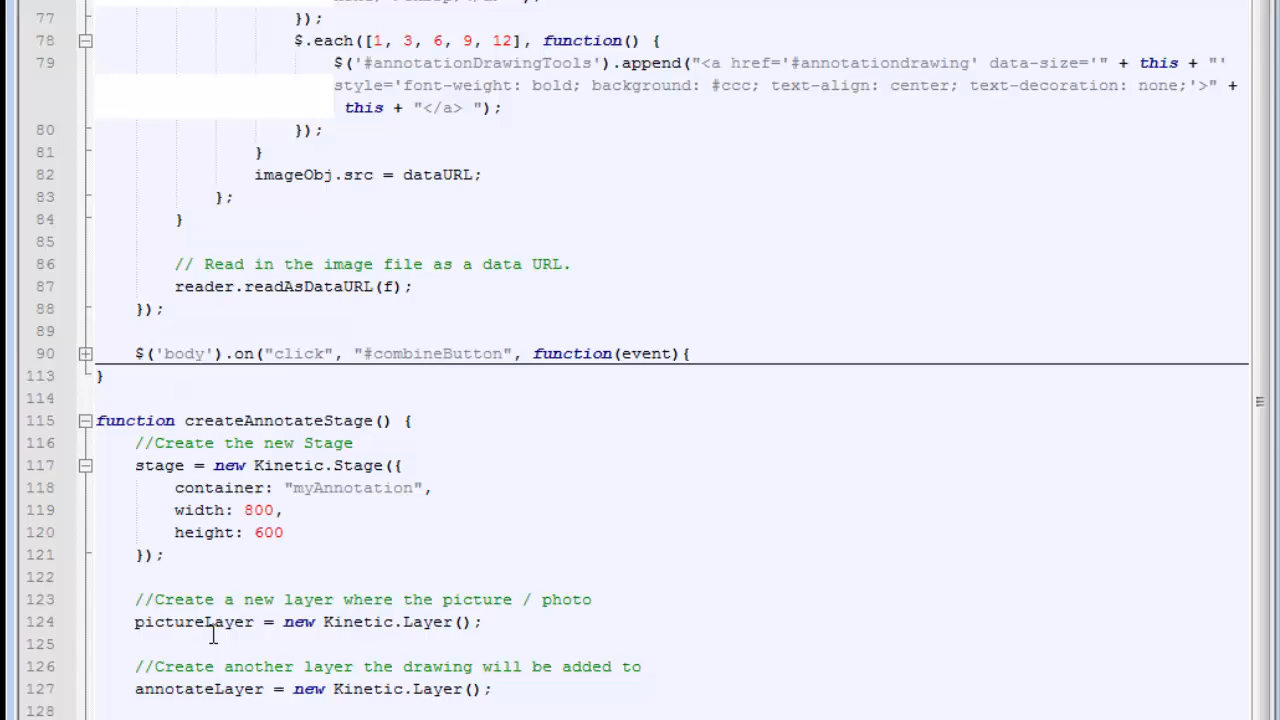 77 });
78 $.each([1, 3, 6, 9, 12], function() {
79 $('#annotationDrawingTools').append("<a href='#annotationdrawing' data-size='" + this + "'
style='font-weight: bold; background: #ccc; text-align: center; text-decoration: none;'>" +
this + "</a> ");
80 });
81 }
82 imageObj.src = dataURL;
83 };
84 }
85
86 // Read in the image file as a data URL.
87 reader.readAsDataURL(f);
88 });
89
90 $('body').on("click", "#combineButton", function(event){
113 }
114
115 function createAnnotateStage() {
116 //Create the new Stage
117 stage = new Kinetic.Stage({
118 container: "myAnnotation",
119 width: 800,
120 height: 600
121 });
122
123 //Create a new layer where the picture / photo
124 pictureLayer = new Kinetic.Layer();
125
126 //Create another layer the drawing will be added to
127 annotateLayer = new Kinetic.Layer();
128